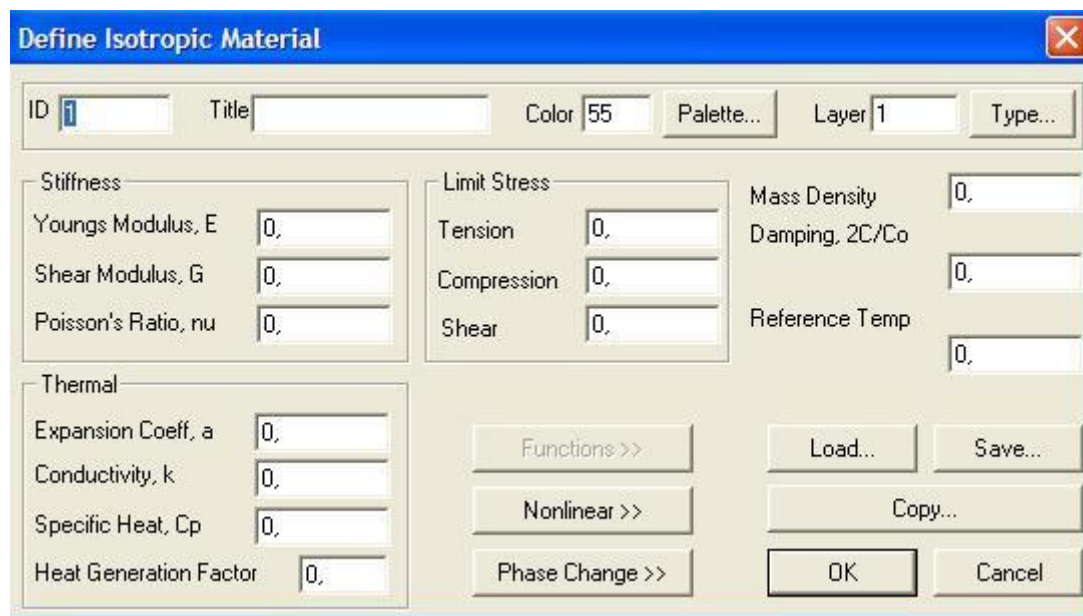 Define Isotropic Material
ID 1 Title Color 55 Palette... Layer 1 Type...
Stiffness
Youngs Modulus, E 0,
Shear Modulus, G 0,
Poisson's Ratio, nu 0,
Limit Stress
Tension 0,
Compression 0,
Shear 0,
Mass Density 0,
Damping, 2C/Co
0,
Reference Temp
0,
Thermal
Expansion Coeff, a 0,
Conductivity, k 0,
Specific Heat, Cp 0,
Heat Generation Factor 0,
Functions >>
Nonlinear >>
Phase Change >>
Load... Save...
Copy...
OK Cancel